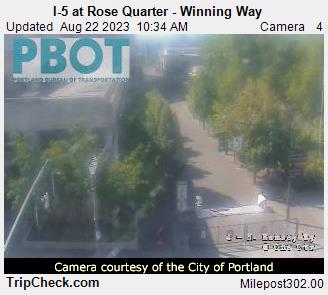 I-5 at Rose Quarter - Winning Way
Updated Aug 22 2023 10:34 AM Camera 4
PBOT
PORTLAND BUREAU OF TRANSPORTATION
Camera courtesy of the City of Portland
TripCheck.com Milepost302.00